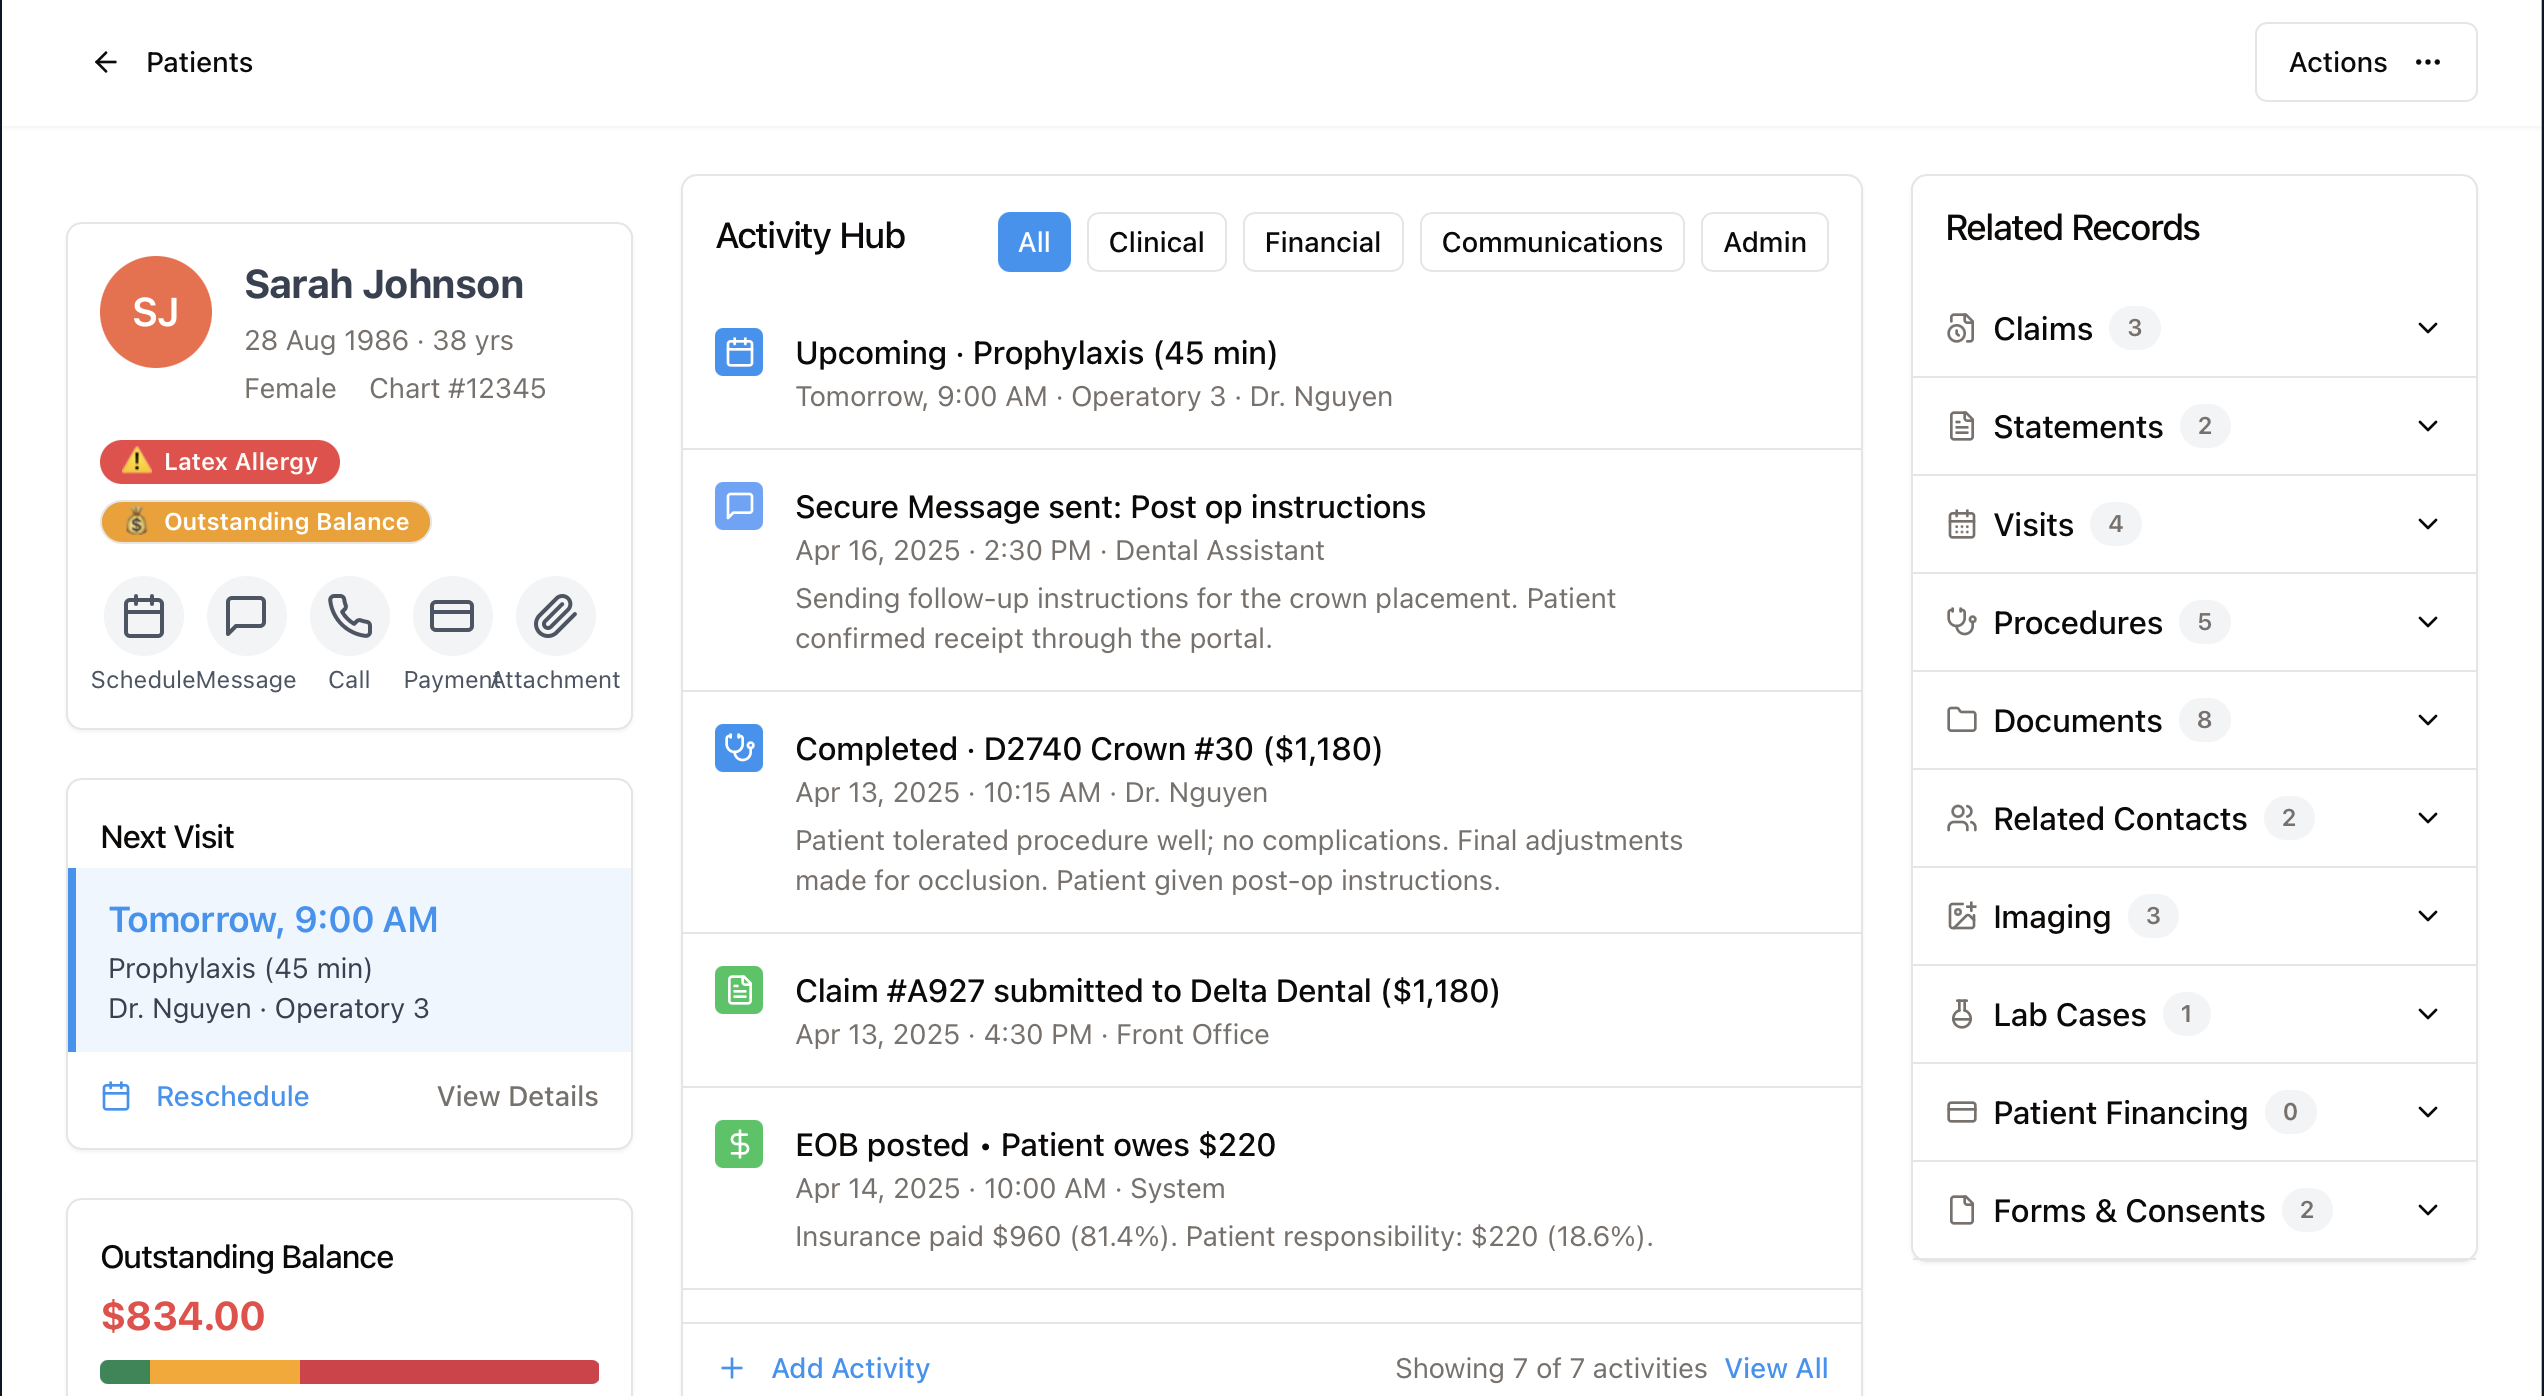 Patients
Actions ···
SJ
Sarah Johnson
28 Aug 1986 · 38 yrs
Female Chart #12345
Latex Allergy
Outstanding Balance
Schedule Message Call Payment Attachment
Next Visit
Tomorrow, 9:00 AM
Prophylaxis (45 min)
Dr. Nguyen · Operatory 3
Reschedule View Details
Outstanding Balance
$834.00
Activity Hub All Clinical Financial Communications Admin
Upcoming · Prophylaxis (45 min)
Tomorrow, 9:00 AM · Operatory 3 · Dr. Nguyen
Secure Message sent: Post op instructions
Apr 16, 2025 · 2:30 PM · Dental Assistant
Sending follow-up instructions for the crown placement. Patient
confirmed receipt through the portal.
Completed · D2740 Crown #30 ($1,180)
Apr 13, 2025 · 10:15 AM · Dr. Nguyen
Patient tolerated procedure well; no complications. Final adjustments
made for occlusion. Patient given post-op instructions.
Claim #A927 submitted to Delta Dental ($1,180)
Apr 13, 2025 · 4:30 PM · Front Office
EOB posted • Patient owes $220
Apr 14, 2025 · 10:00 AM · System
Insurance paid $960 (81.4%). Patient responsibility: $220 (18.6%).
+ Add Activity Showing 7 of 7 activities View All
Related Records
Claims 3
Statements 2
Visits 4
Procedures 5
Documents 8
Related Contacts 2
Imaging 3
Lab Cases 1
Patient Financing 0
Forms & Consents 2